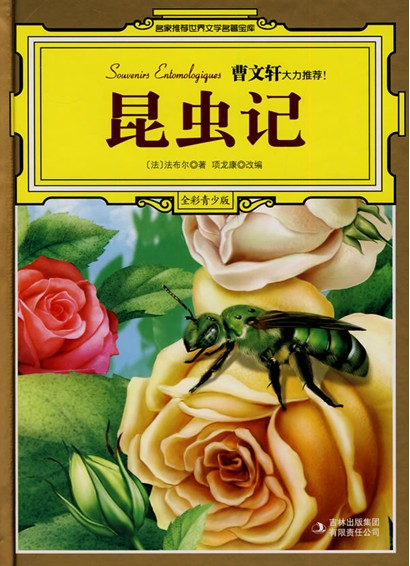 名家推荐世界文学名著宝库
Souvenirs Entomologiques 曹文轩大力推荐!
昆虫记
〔法〕法布尔◎著 项龙康◎改编
全彩青少版
吉林出版集团
有限责任公司